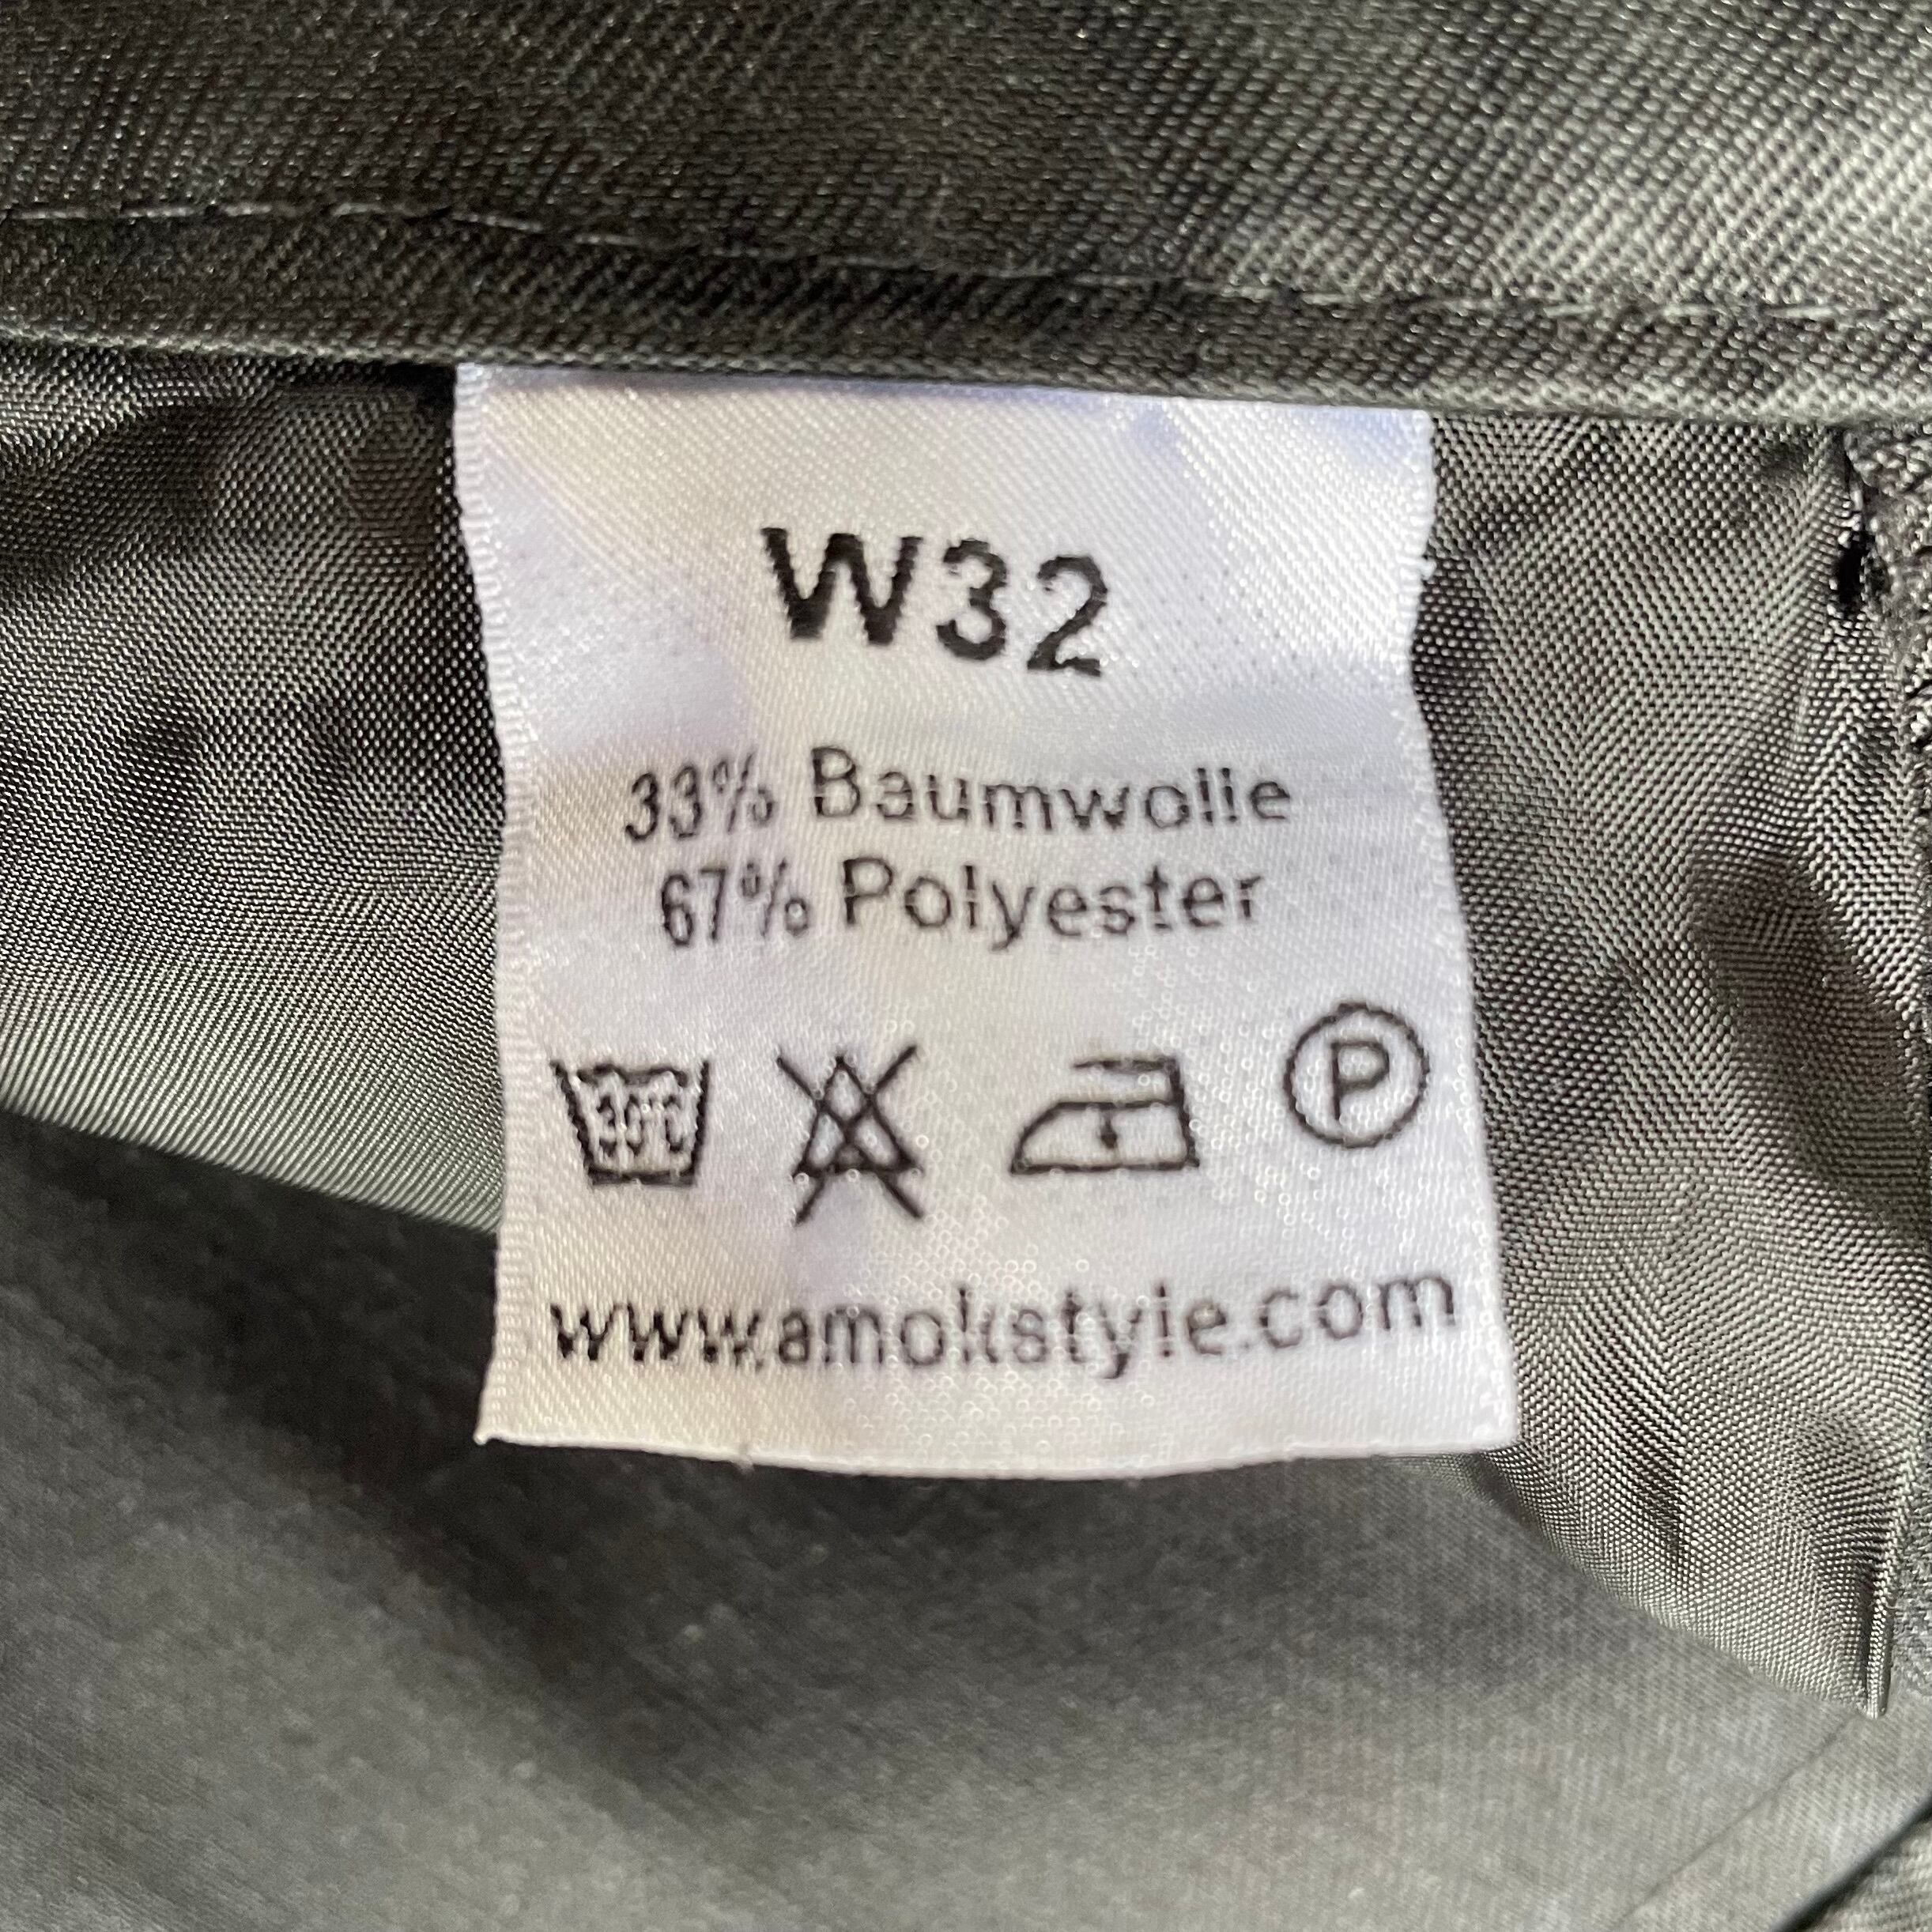 W32
33% Baumwolle
67% Polyester
30°C P
www.amokstyle.com